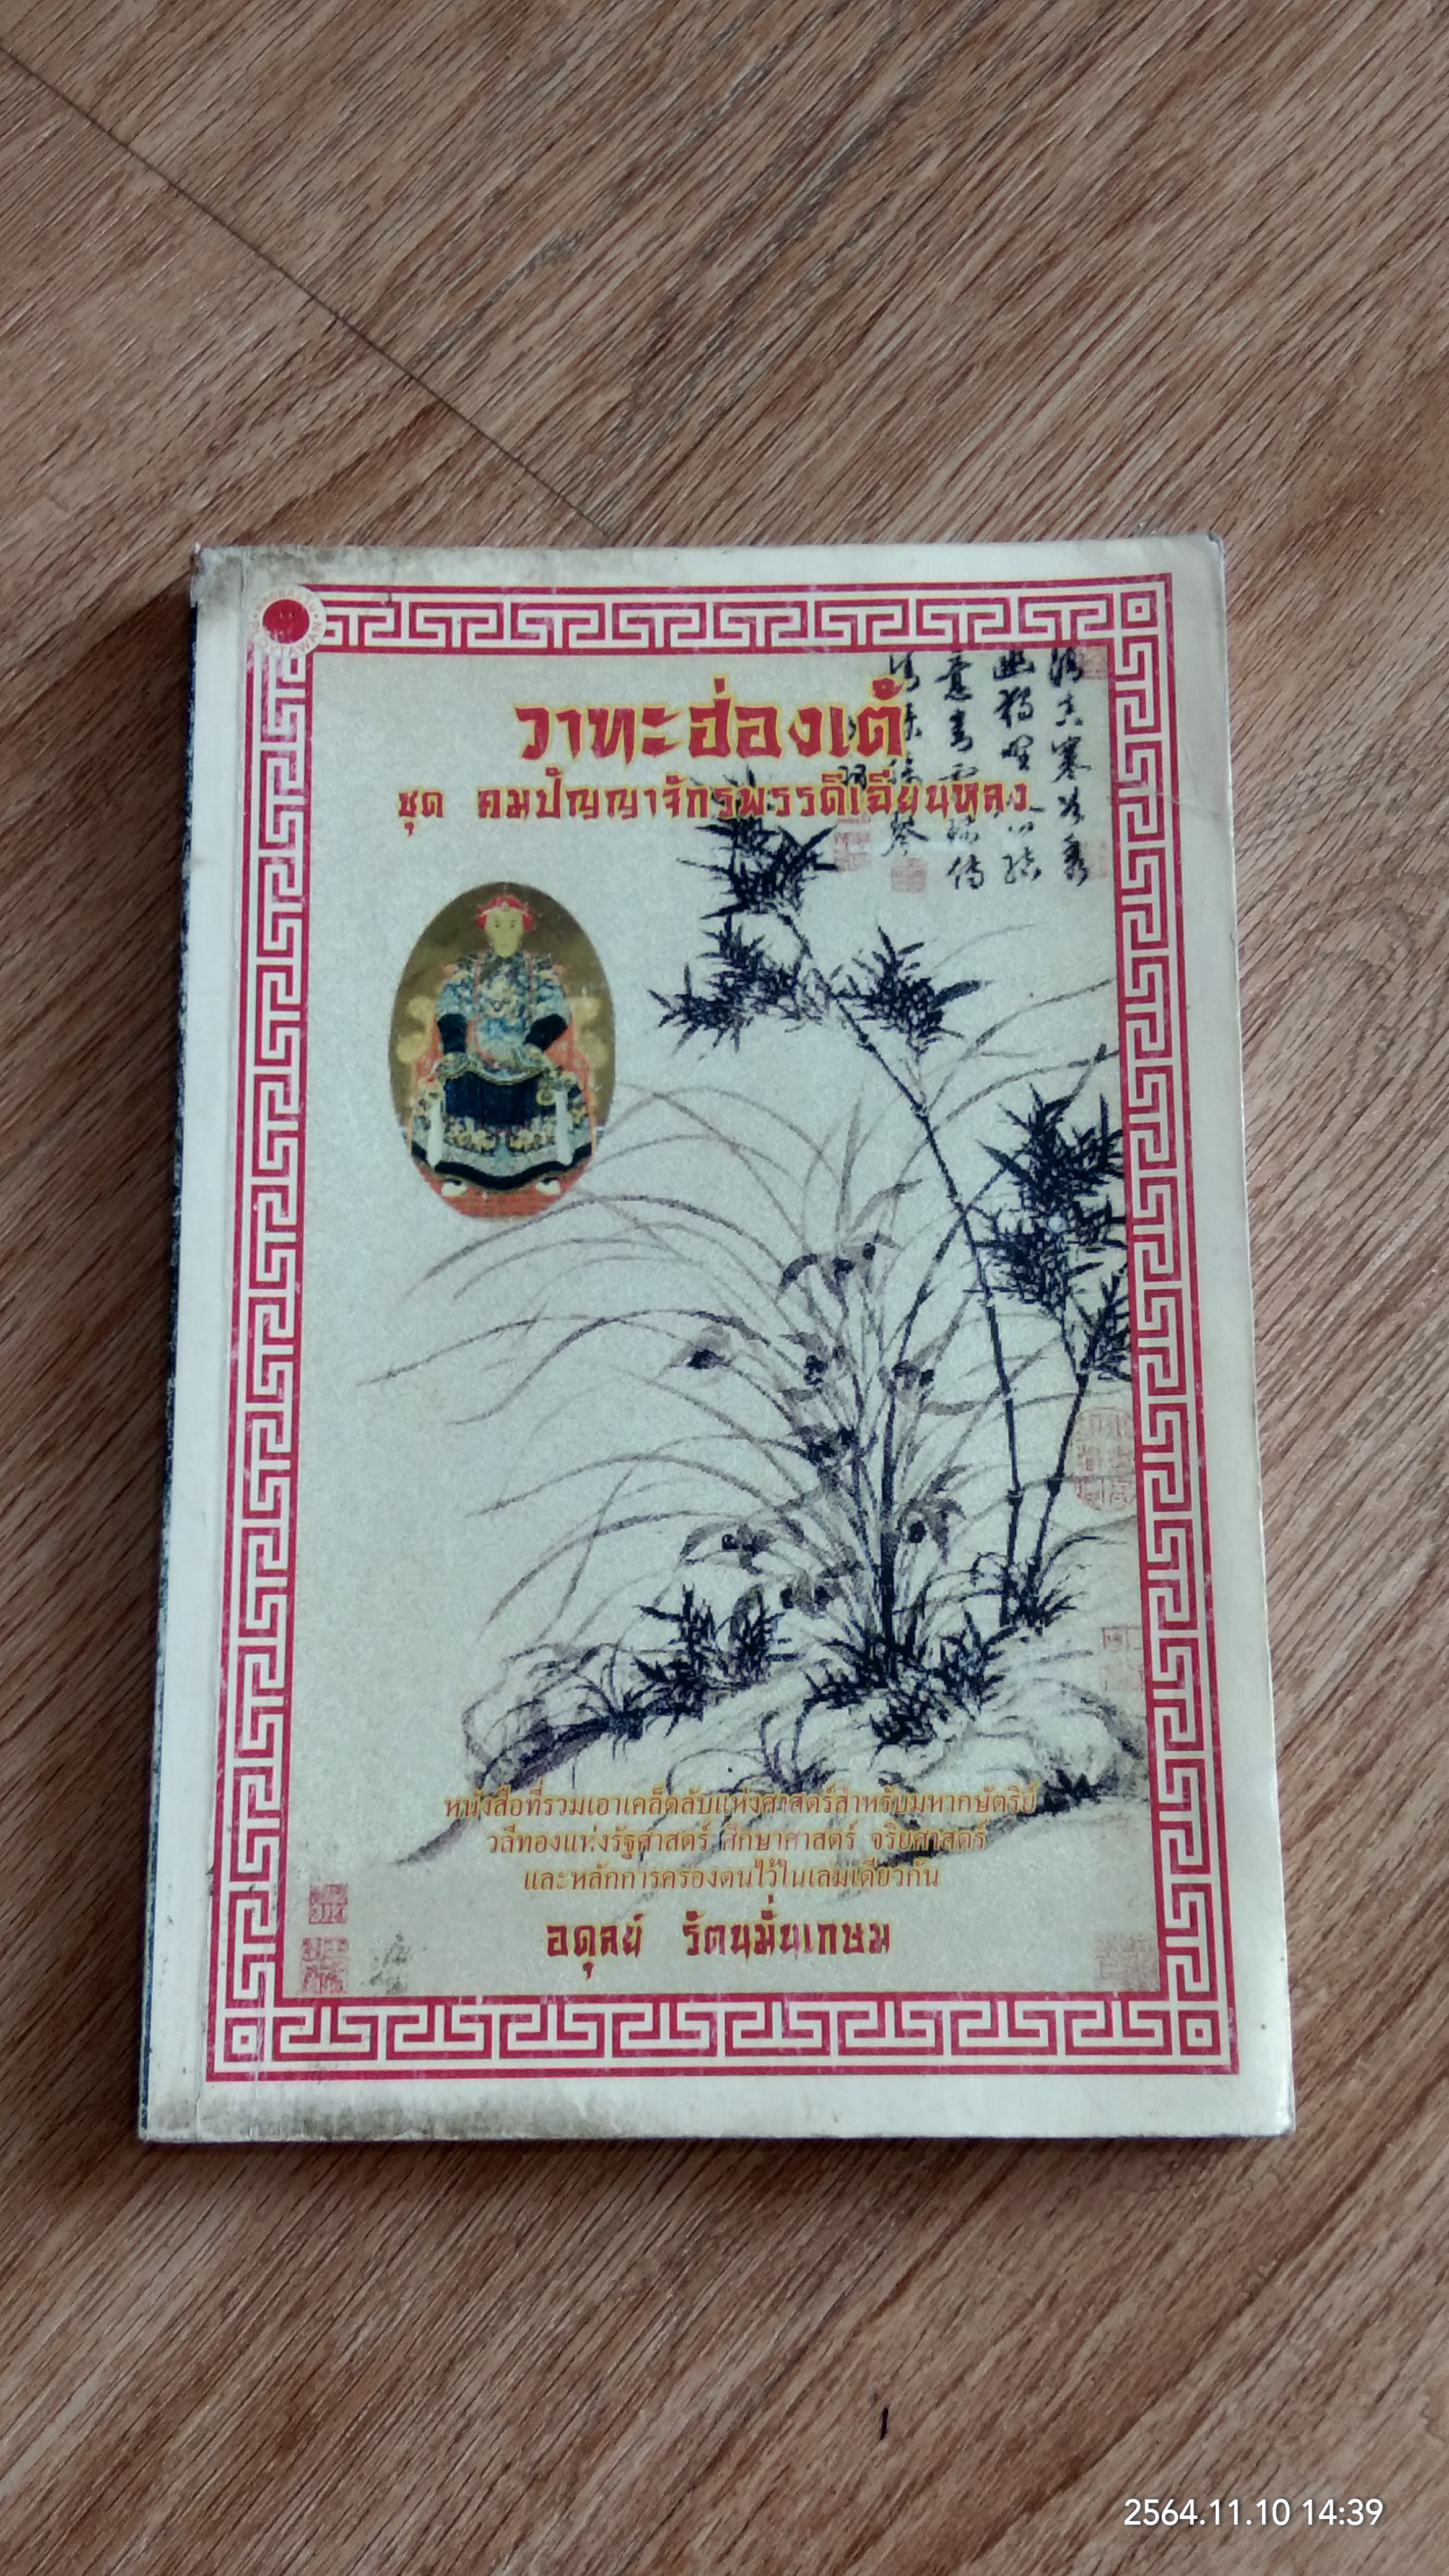 วาทะฮ่องเต้
ชุด คมปัญญาจักรพรรดิเฉียนหลง
หนังสือที่รวมเอาเคล็ดลับแห่งศาสตร์สำหรับมหากษัตริย์
วลีทองแห่งรัฐศาสตร์ ศึกษาศาสตร์ จริยศาสตร์
และหลักการครองตนไว้ในเล่มเดียวกัน
อดุลย์ รัตนมั่นเกษม
2564.11.10 14:39